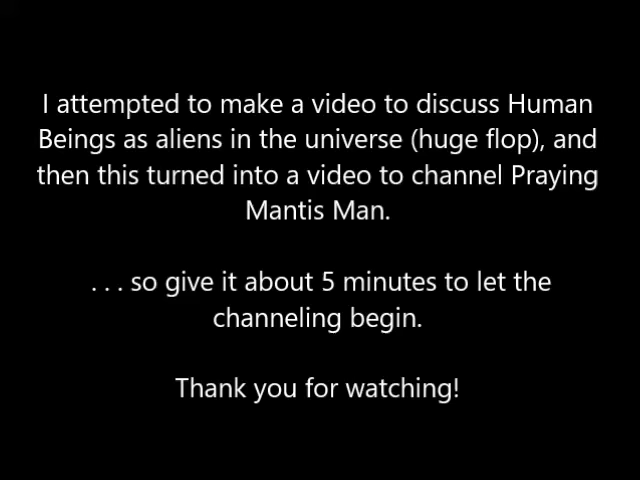 I attempted to make a video to discuss Human
Beings as aliens in the universe (huge flop), and
then this turned into a video to channel Praying
Mantis Man.
. . . so give it about 5 minutes to let the
channeling begin.
Thank you for watching!